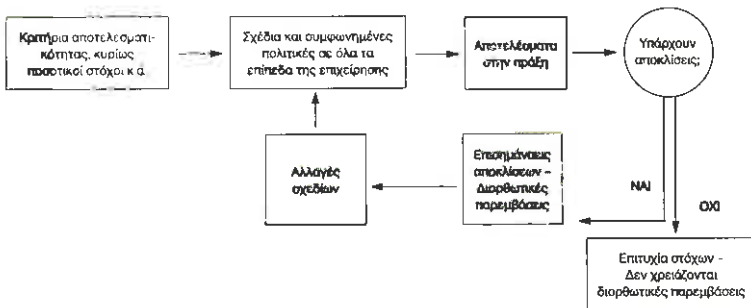 Κριτήρια αποτελεσματι-
κότητας, κυρίως
ποσοτικοί στόχοι κ.ά.
Σχέδια και συμφωνημένες
πολιτικές σε όλα τα
επίπεδα της επιχείρησης
Αποτελέσματα
στην πράξη
Υπάρχουν
αποκλίσεις;
Αλλαγές
σχεδίων
Επισημάνσεις
αποκλίσεων –
Διορθωτικές
παρεμβάσεις
ΝΑΙ
ΟΧΙ
Επιτυχία στόχων –
Δεν χρειάζονται
διορθωτικές παρεμβάσεις